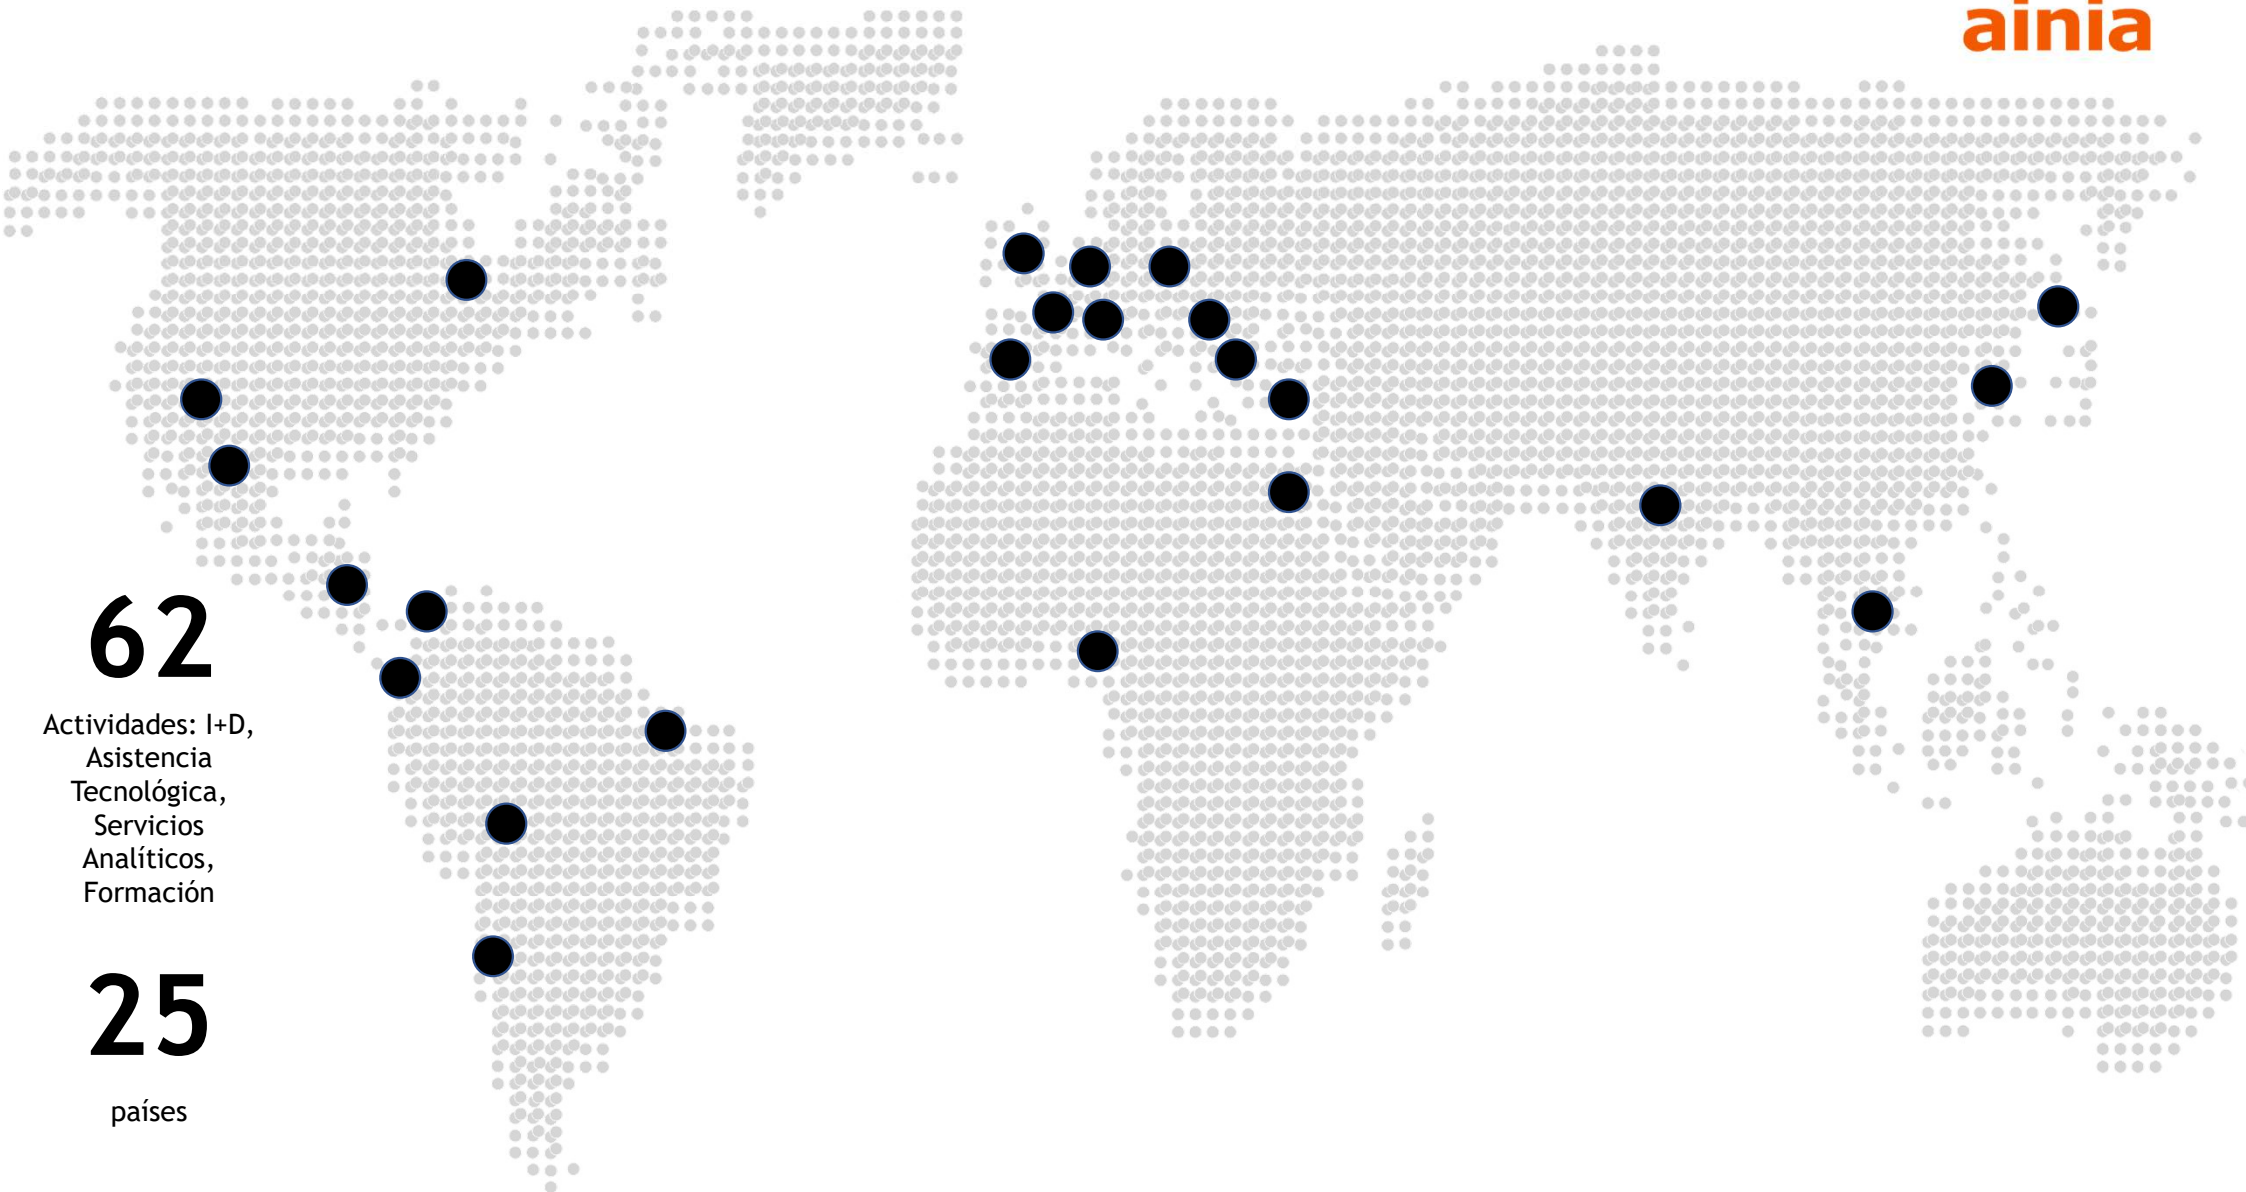 ainia
62
Actividades: I+D,
Asistencia
Tecnológica,
Servicios
Analíticos,
Formación
25
países